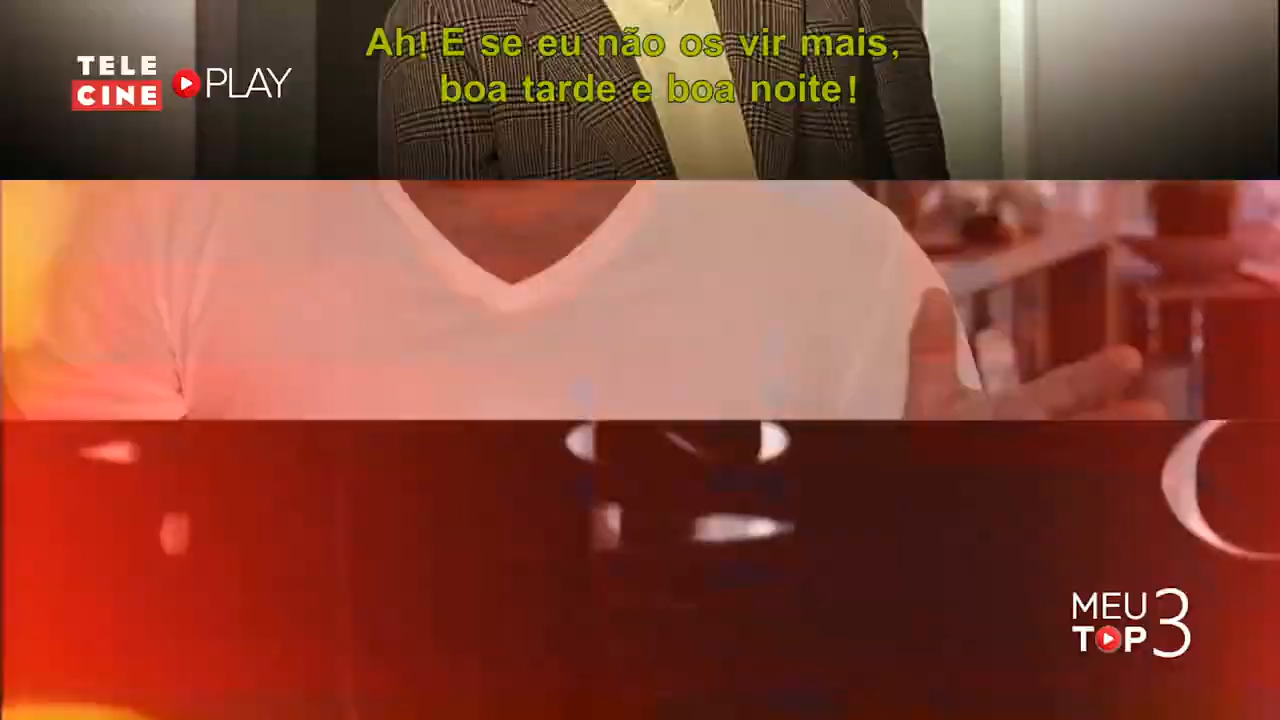 Ah! E se eu não os vir mais,
boa tarde e boa noite!
TELE
CINE PLAY
MEU
TOP 3